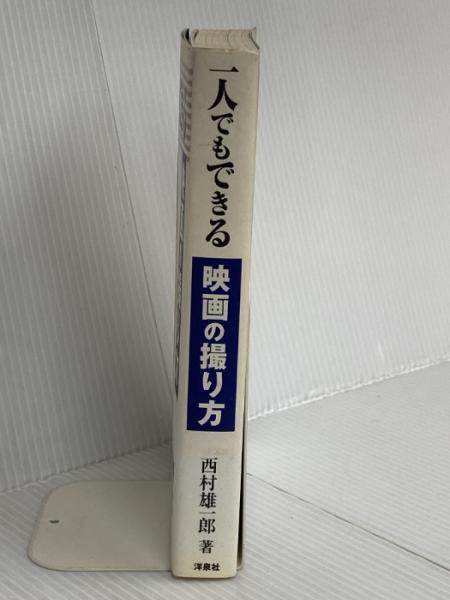 一人でもできる
映画の撮り方
西村雄一郎 著
洋泉社